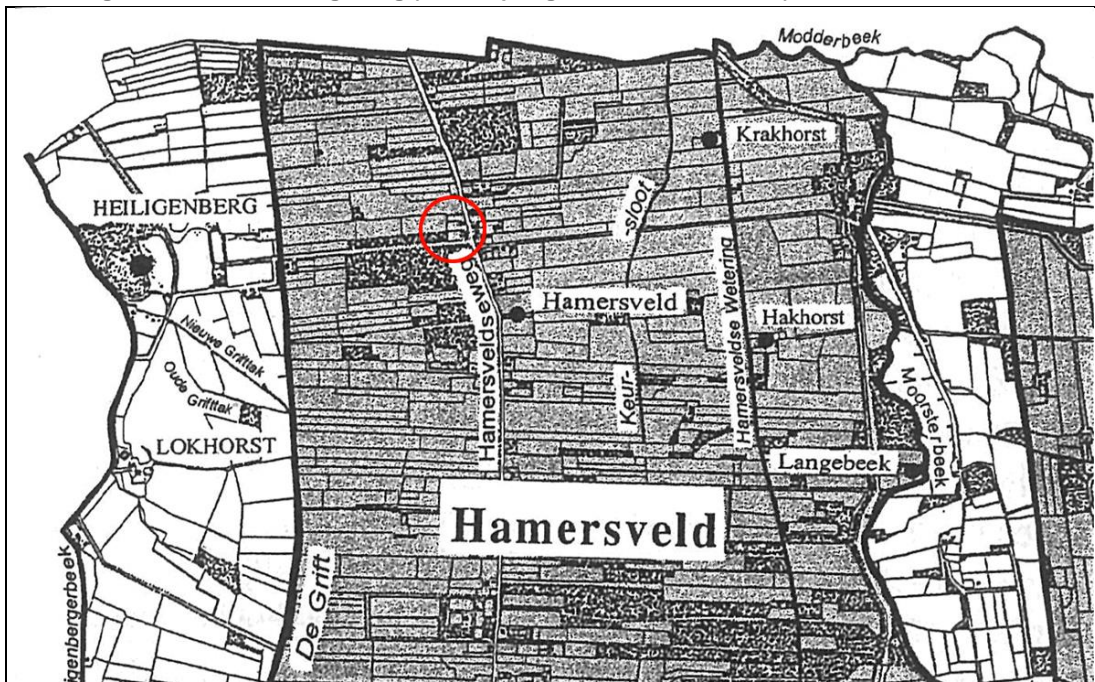 Modderbeek
Krakhorst
HEILIGENBERG
-sloot
Hamersveldseweg
Hamersveld
Hamersveldse Wetering
Hakhorst
Nieuwe Grifttak
Oude
Grifttak
Keur-
Moorsterbeek
LOKHORST
Langebeek
Hamersveld
De Grift
igenbergerbeek